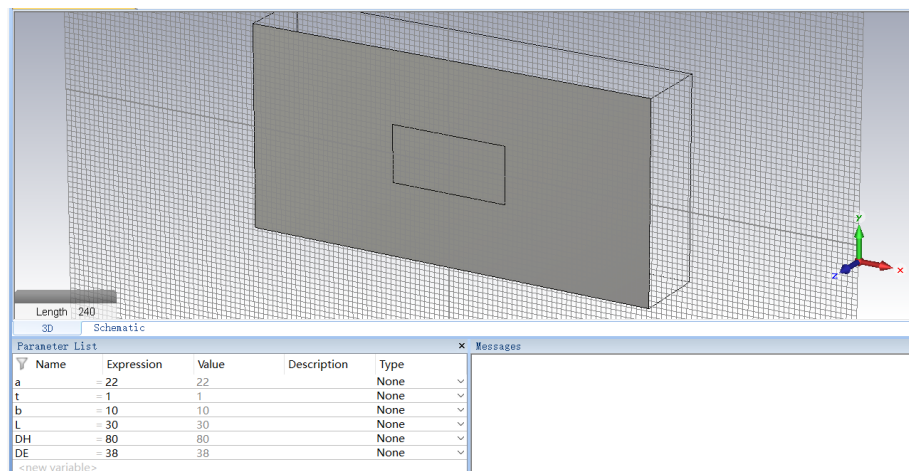 y
x
z
Length 240
3D Schematic
Parameter List × Messages
Name Expression Value Description Type
a = 22 22 None
t = 1 1 None
b = 10 10 None
L = 30 30 None
DH = 80 80 None
DE = 38 38 None
<new variable>